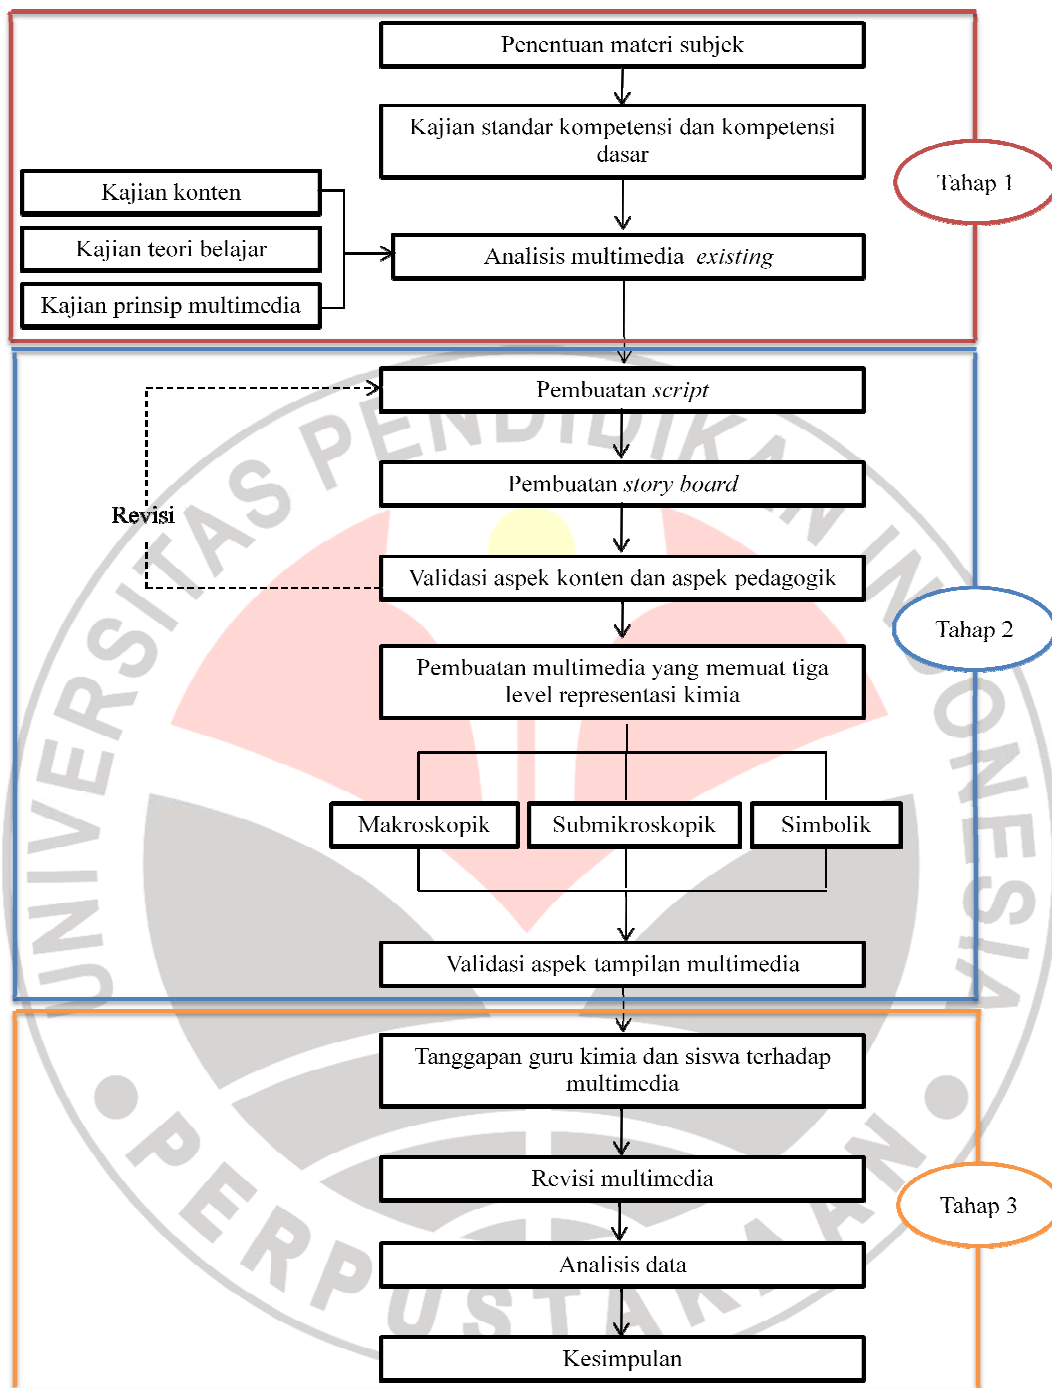 Penentuan materi subjek
Kajian standar kompetensi dan kompetensi
dasar
Tahap 1
Kajian konten
Kajian teori belajar
Analisis multimedia existing
Kajian prinsip multimedia
Pembuatan script
Pembuatan story board
Revisi
Validasi aspek konten dan aspek pedagogik
Tahap 2
Pembuatan multimedia yang memuat tiga
level representasi kimia
Makroskopik
Submikroskopik
Simbolik
Validasi aspek tampilan multimedia
Tanggapan guru kimia dan siswa terhadap
multimedia
Revisi multimedia
Tahap 3
Analisis data
Kesimpulan
UNIVERSITAS PENDIDIKAN INDONESIA
PERPUSTAKAAN